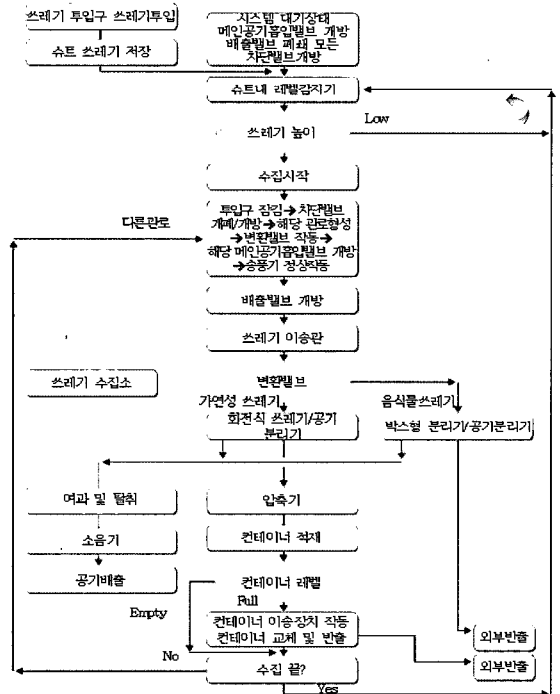 쓰레기 투입구 쓰레기투입
슈트 쓰레기 저장
시스템 대기상태
메인공기흡입밸브 개방
배출밸브 폐쇄 모든
차단밸브개방
슈트내 레벨감지기
Low
쓰레기 높이
수집시작
다른관로
투입구 잠김→차단밸브
개폐/개방→해당 관로형성
→변환밸브 작동→
해당 메인공기흡입밸브 개방
→송풍기 정상작동
배출밸브 개방
쓰레기 이송관
쓰레기 수집소
변환밸브
가연성 쓰레기
음식물쓰레기
회전식 쓰레기/공기
분리기
박스형 분리기/공기분리기
여과 및 탈취
압축기
소음기
컨테이너 적재
공기배출
컨테이너 레벨
Empty
Full
컨테이너 이송장치 작동
컨테이너 교체 및 반출
외부반출
No
수집 끝?
외부반출
Yes